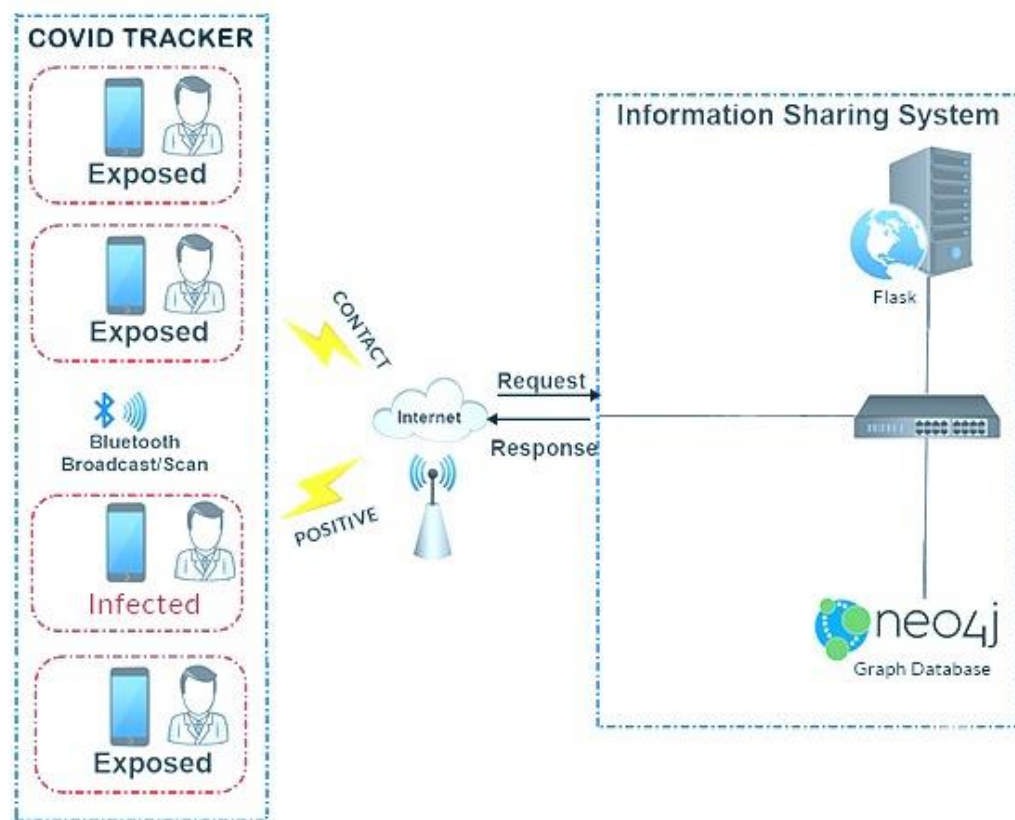 COVID TRACKER
Exposed
Exposed
Bluetooth
Broadcast/Scan
Infected
Exposed
CONTACT
POSITIVE
Internet
Request
Response
Information Sharing System
Flask
neo4j
Graph Database